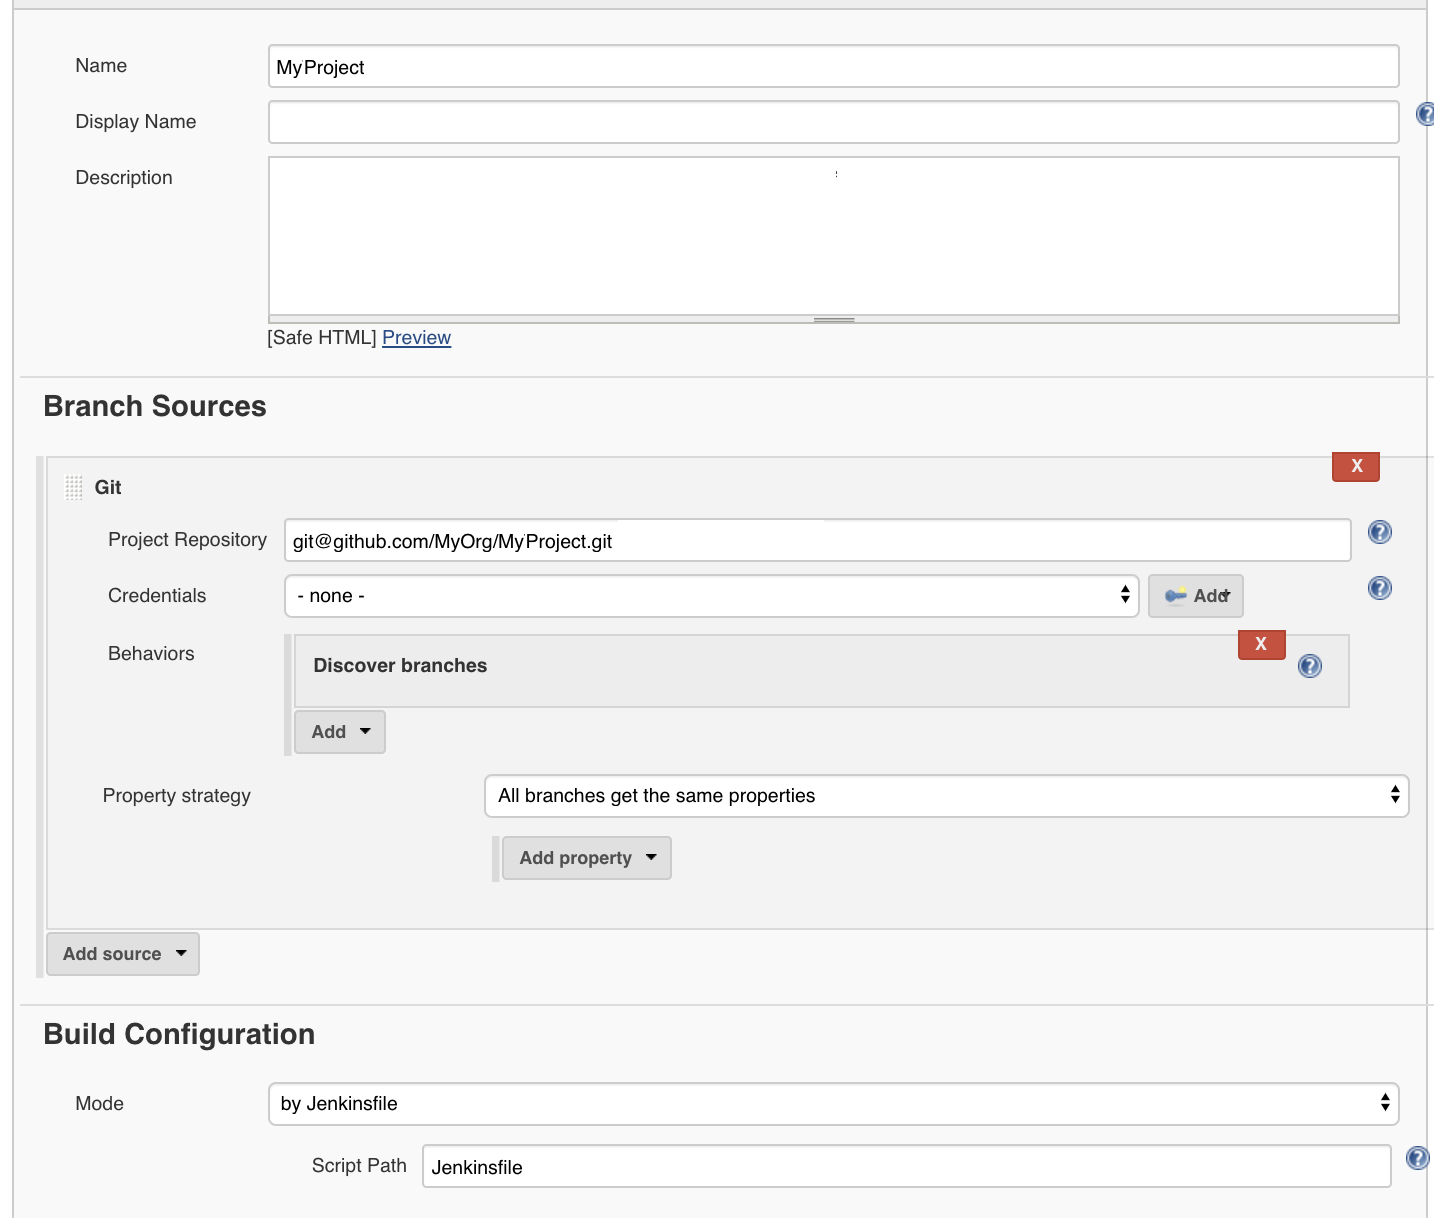 Name
MyProject
Display Name
Description
[Safe HTML] Preview
Branch Sources
X
Git
Project Repository
git@github.com/MyOrg/MyProject.git
Credentials
- none -
Add
Behaviors
X
Discover branches
Add
Property strategy
All branches get the same properties
Add property
Add source
Build Configuration
Mode
by Jenkinsfile
Script Path
Jenkinsfile